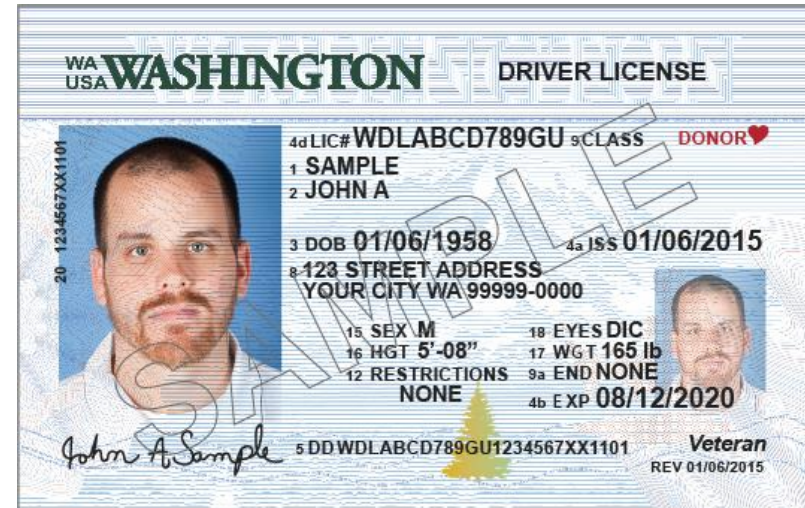 WA
USA WASHINGTON DRIVER LICENSE
4d LIC# WDLABCD789GU 9 CLASS DONOR
1 SAMPLE
2 JOHN A
3 DOB 01/06/1958 4a ISS 01/06/2015
8 123 STREET ADDRESS
YOUR CITY WA 99999-0000
15 SEX M 18 EYES DIC
16 HGT 5'-08" 17 WGT 165 lb
12 RESTRICTIONS 9a END NONE
NONE 4b EXP 08/12/2020
John A Sample 5 DD WDLABCD789GU1234567XX1101 Veteran
REV 01/06/2015
20 1234567XX1101
SAMPLE